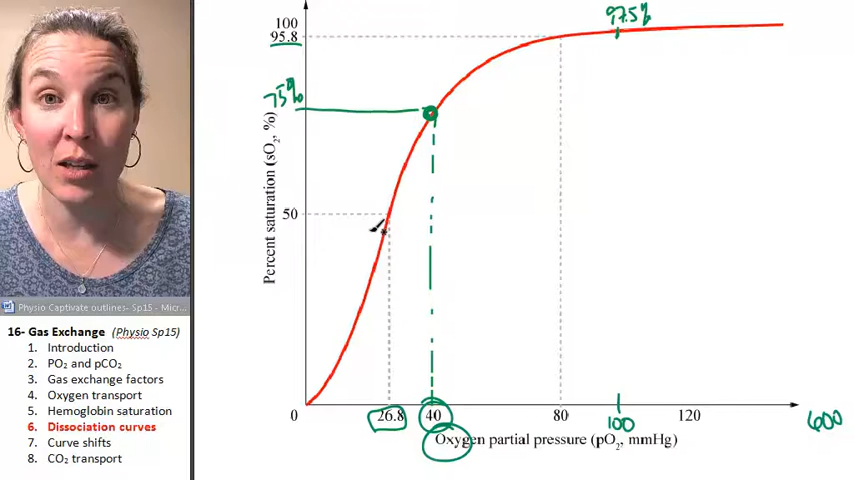 97.5%
100
95.8
75%
Percent saturation (sO2, %)
50
0
26.8
40
80
100
120
600
Oxygen partial pressure (pO2, mmHg)
Physio Captivate outlines- Sp15 - Micr...
16- Gas Exchange (Physio Sp15)
1. Introduction
2. PO2 and pCO2
3. Gas exchange factors
4. Oxygen transport
5. Hemoglobin saturation
6. Dissociation curves
7. Curve shifts
8. CO2 transport